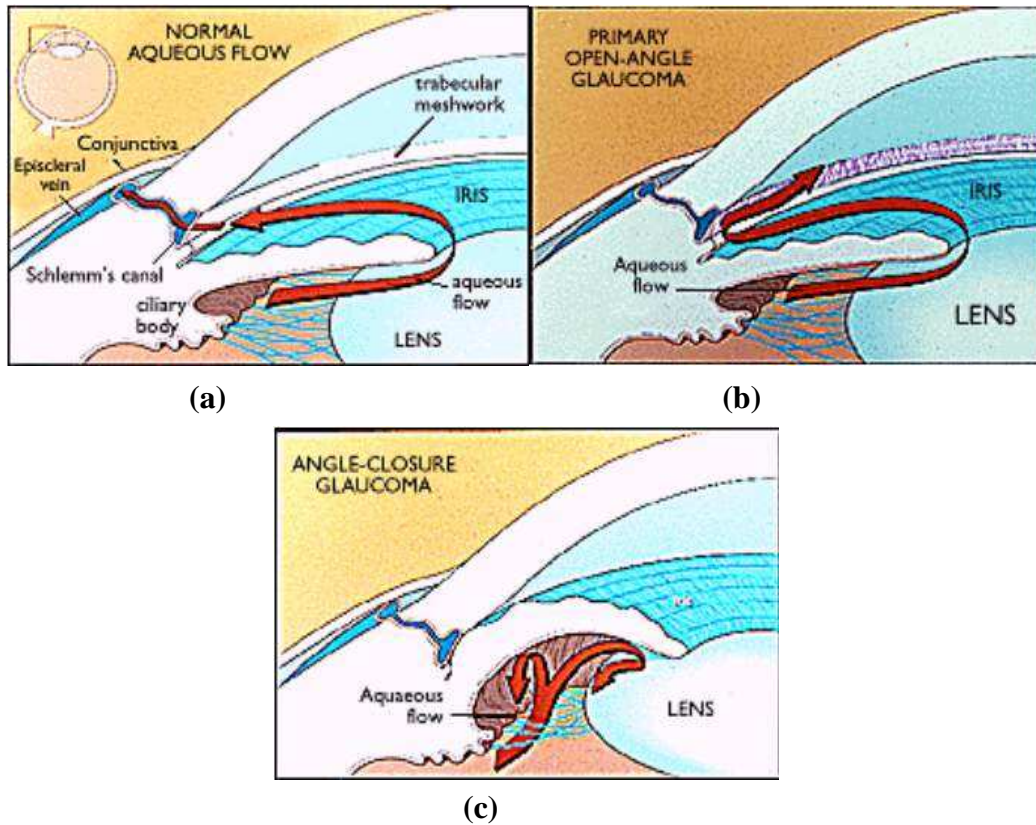 NORMAL
AQUEOUS FLOW
trabecular
meshwork
Conjunctiva
Episcleral
vein
IRIS
Schlemm's canal
ciliary
body
aqueous
flow
LENS
(a)
PRIMARY
OPEN-ANGLE
GLAUCOMA
IRIS
Aqueous
flow
LENS
(b)
ANGLE-CLOSURE
GLAUCOMA
Aquaeous
flow
LENS
(c)